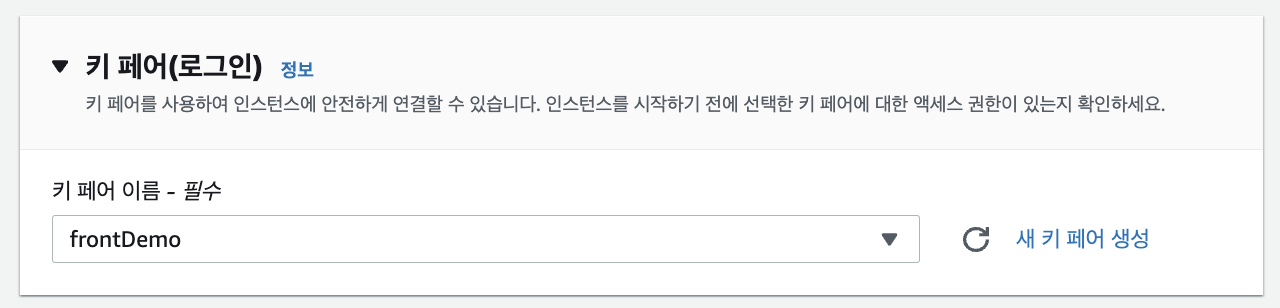 키 페어(로그인) 정보
키 페어를 사용하여 인스턴스에 안전하게 연결할 수 있습니다. 인스턴스를 시작하기 전에 선택한 키 페어에 대한 액세스 권한이 있는지 확인하세요.
키 페어 이름 - 필수
frontDemo
새 키 페어 생성